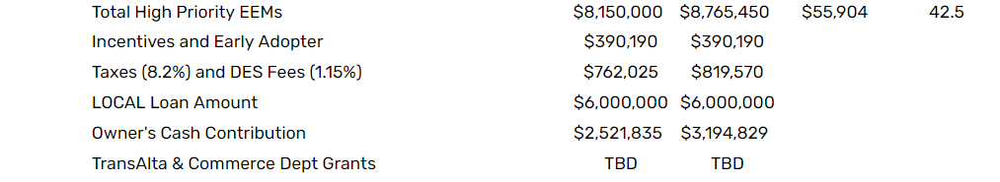 Total High Priority EEMs $8,150,000 $8,765,450 $55,904 42.5
Incentives and Early Adopter $390,190 $390,190
Taxes (8.2%) and DES Fees (1.15%) $762,025 $819,570
LOCAL Loan Amount $6,000,000 $6,000,000
Owner's Cash Contribution $2,521,835 $3,194,829
TransAlta & Commerce Dept Grants TBD TBD